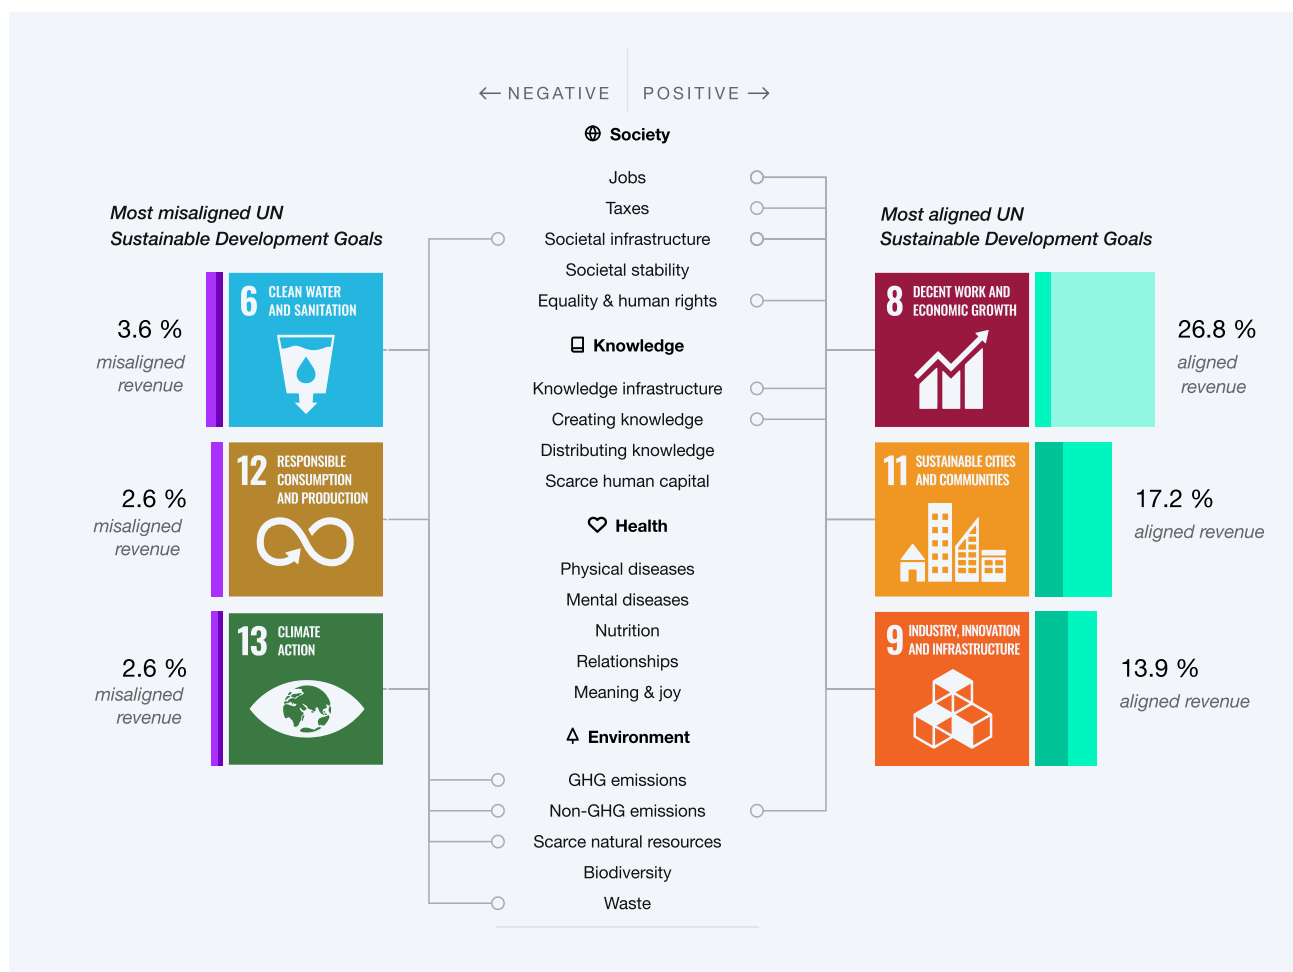 ← NEGATIVE
POSITIVE →
Society
Jobs
Taxes
Societal infrastructure
Societal stability
Equality & human rights
Knowledge
Knowledge infrastructure
Creating knowledge
Distributing knowledge
Scarce human capital
Health
Physical diseases
Mental diseases
Nutrition
Relationships
Meaning & joy
Environment
GHG emissions
Non-GHG emissions
Scarce natural resources
Biodiversity
Waste
Most misaligned UN
Sustainable Development Goals
3.6 %
misaligned
revenue
6 CLEAN WATER
AND SANITATION
2.6 %
misaligned
revenue
12 RESPONSIBLE
CONSUMPTION
AND PRODUCTION
2.6 %
misaligned
revenue
13 CLIMATE
ACTION
Most aligned UN
Sustainable Development Goals
8 DECENT WORK AND
ECONOMIC GROWTH
26.8 %
aligned
revenue
11 SUSTAINABLE CITIES
AND COMMUNITIES
17.2 %
aligned revenue
9 INDUSTRY, INNOVATION
AND INFRASTRUCTURE
13.9 %
aligned revenue